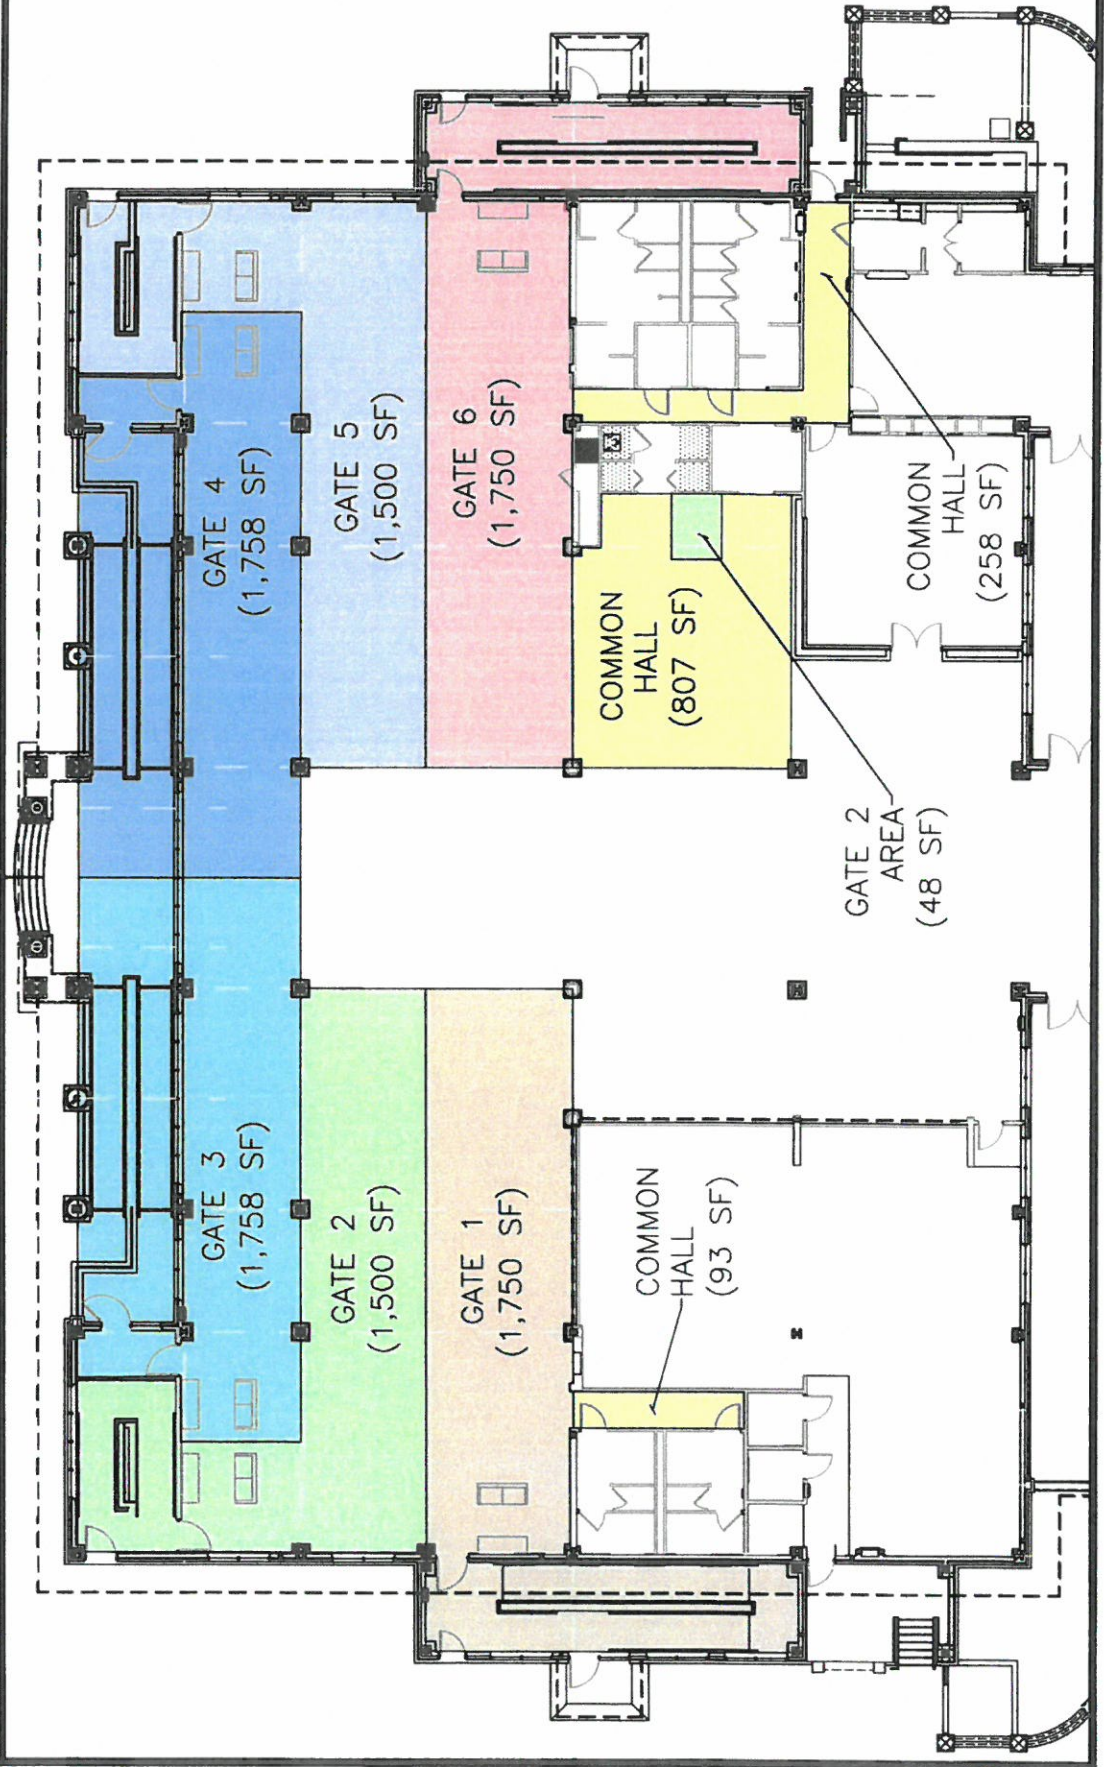 GATE 3
(1,758 SF)
GATE 4
(1,758 SF)
GATE 2
(1,500 SF)
GATE 5
(1,500 SF)
GATE 1
(1,750 SF)
GATE 6
(1,750 SF)
COMMON
HALL
(93 SF)
COMMON
HALL
(807 SF)
GATE 2
AREA
(48 SF)
COMMON
HALL
(258 SF)